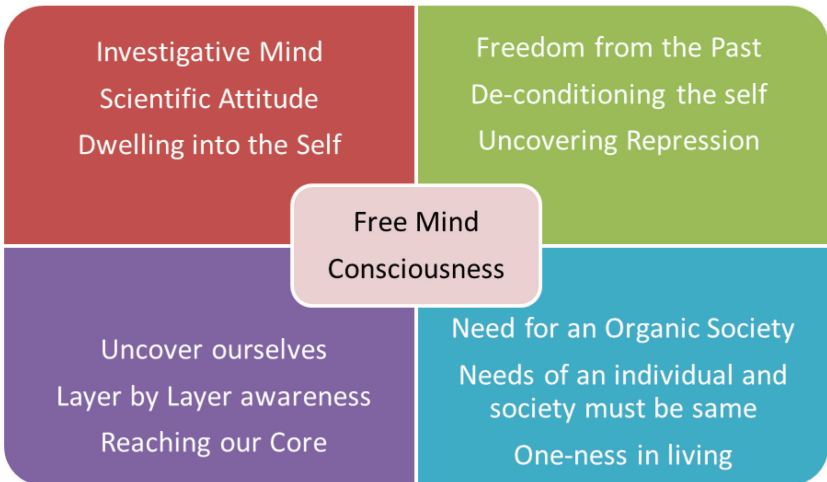 Investigative Mind
Scientific Attitude
Dwelling into the Self
Freedom from the Past
De-conditioning the self
Uncovering Repression
Free Mind
Consciousness
Uncover ourselves
Layer by Layer awareness
Reaching our Core
Need for an Organic Society
Needs of an individual and
society must be same
One-ness in living